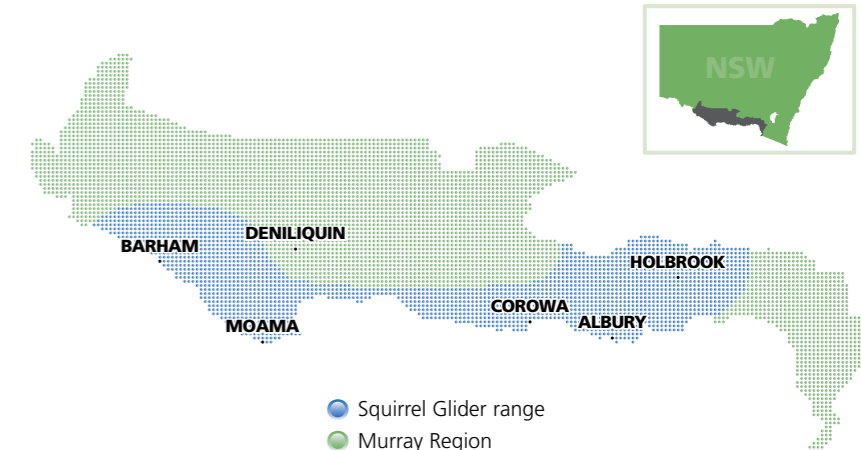 NSW
DENILIQUIN
BARHAM
HOLBROOK
COROWA
ALBURY
MOAMA
Squirrel Glider range
Murray Region